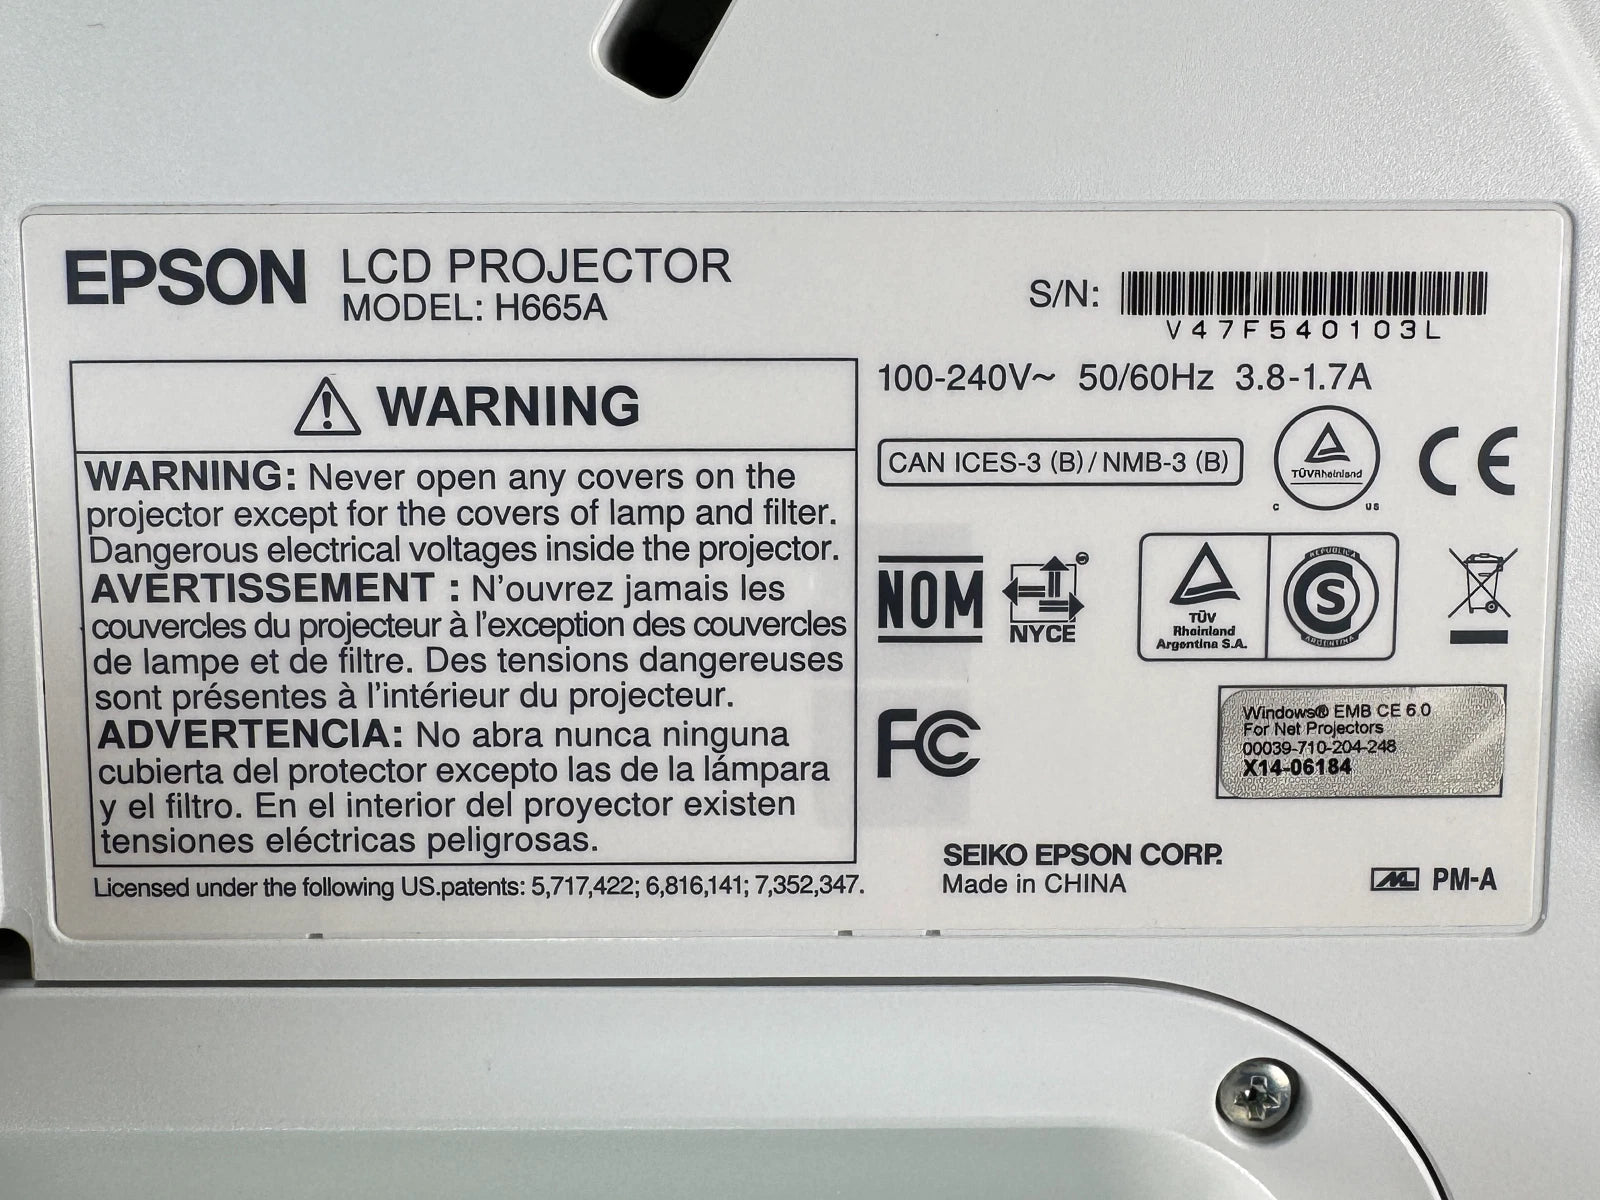 EPSON
LCD PROJECTOR
MODEL: H665A
S/N:
V47F540103L
100-240V~ 50/60Hz 3.8-1.7A
WARNING
WARNING: Never open any covers on the
projector except for the covers of lamp and filter.
Dangerous electrical voltages inside the projector.
AVERTISSEMENT : N'ouvrez jamais les
couvercles du projecteur à l'exception des couvercles
de lampe et de filtre. Des tensions dangereuses
sont présentes à l'intérieur du projecteur.
ADVERTENCIA: No abra nunca ninguna
cubierta del protector excepto las de la lámpara
y el filtro. En el interior del proyector existen
tensiones eléctricas peligrosas.
Licensed under the following US.patents: 5,717,422; 6,816,141; 7,352,347.
CAN ICES-3 (B) / NMB-3 (B)
TÜVRheinland
C US
CE
NOM
NYCE
TÜV
Rheinland
Argentina S.A.
REPUBLICA
S
ARGENTINA
FC
Windows® EMB CE 6.0
For Net Projectors
00039-710-204-248
X14-06184
SEIKO EPSON CORP.
Made in CHINA
ML PM-A